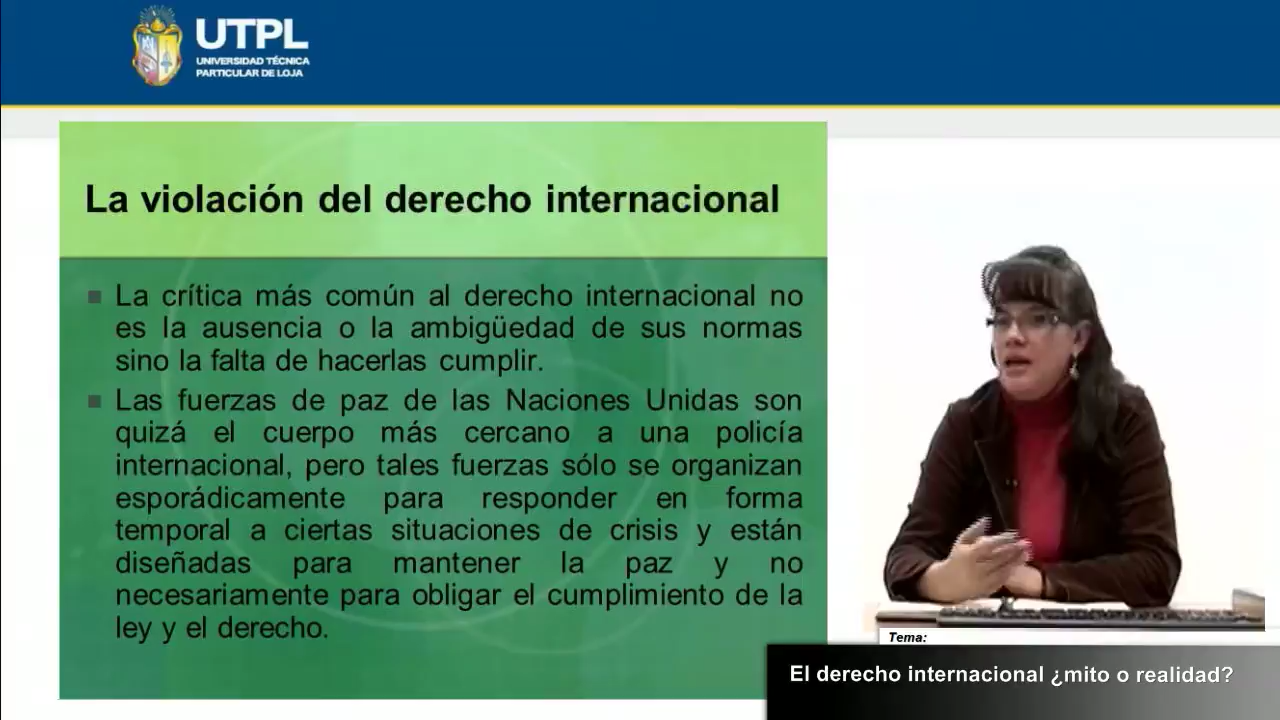 UTPL
UNIVERSIDAD TÉCNICA
PARTICULAR DE LOJA
La violación del derecho internacional
La crítica más común al derecho internacional no
es la ausencia o la ambigüedad de sus normas
sino la falta de hacerlas cumplir.
Las fuerzas de paz de las Naciones Unidas son
quizá el cuerpo más cercano a una policía
internacional, pero tales fuerzas sólo se organizan
esporádicamente para responder en forma
temporal a ciertas situaciones de crisis y están
diseñadas para mantener la paz y no
necesariamente para obligar el cumplimiento de la
ley y el derecho.
Tema:
El derecho internacional ¿mito o realidad?